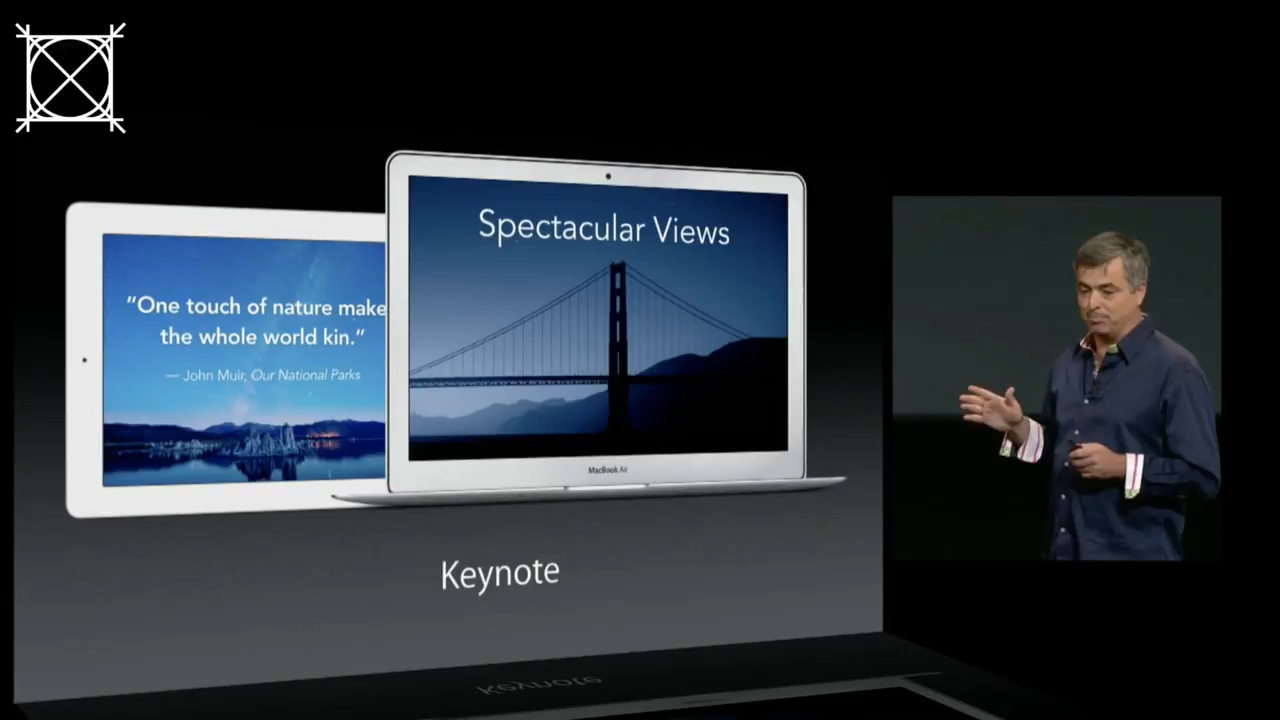 Spectacular Views
“One touch of nature make
the whole world kin.”
— John Muir, Our National Parks
MacBook Air
Keynote
Keynote